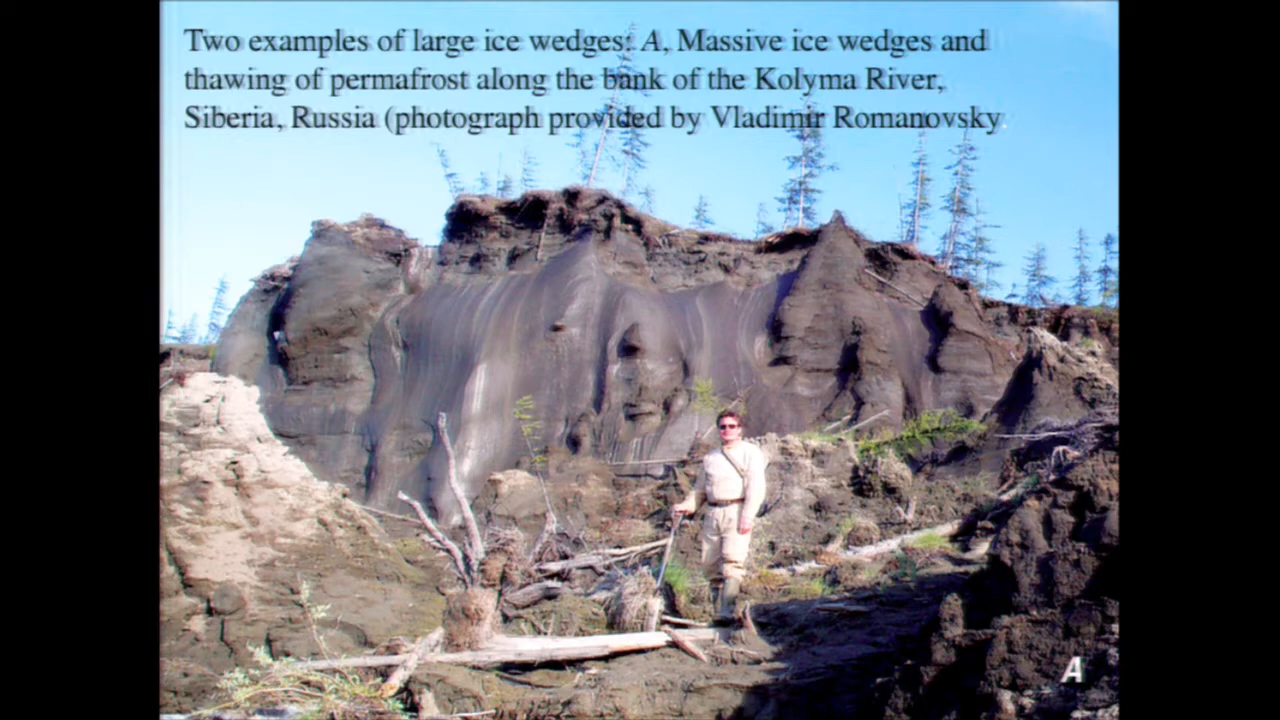 Two examples of large ice wedges: A, Massive ice wedges and
thawing of permafrost along the bank of the Kolyma River,
Siberia, Russia (photograph provided by Vladimir Romanovsky.
A